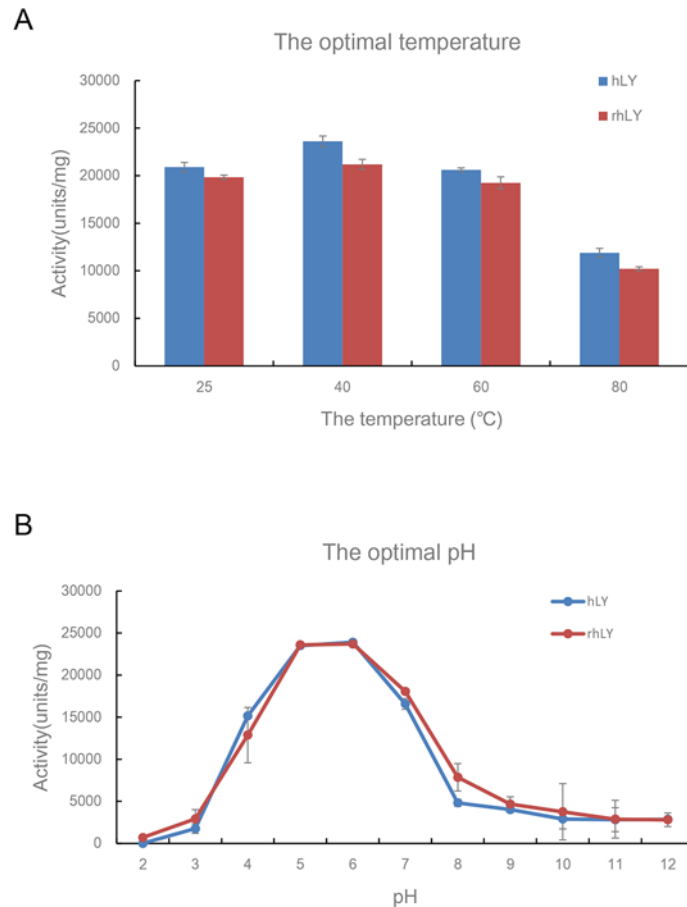 A
The optimal temperature
30000
25000
20000
15000
10000
5000
0
Activity(units/mg)
hLY
rhLY
25 40 60 80
The temperature (℃)
B
The optimal pH
30000
25000
20000
15000
10000
5000
0
Activity(units/mg)
hLY
rhLY
2 3 4 5 6 7 8 9 10 11 12
pH